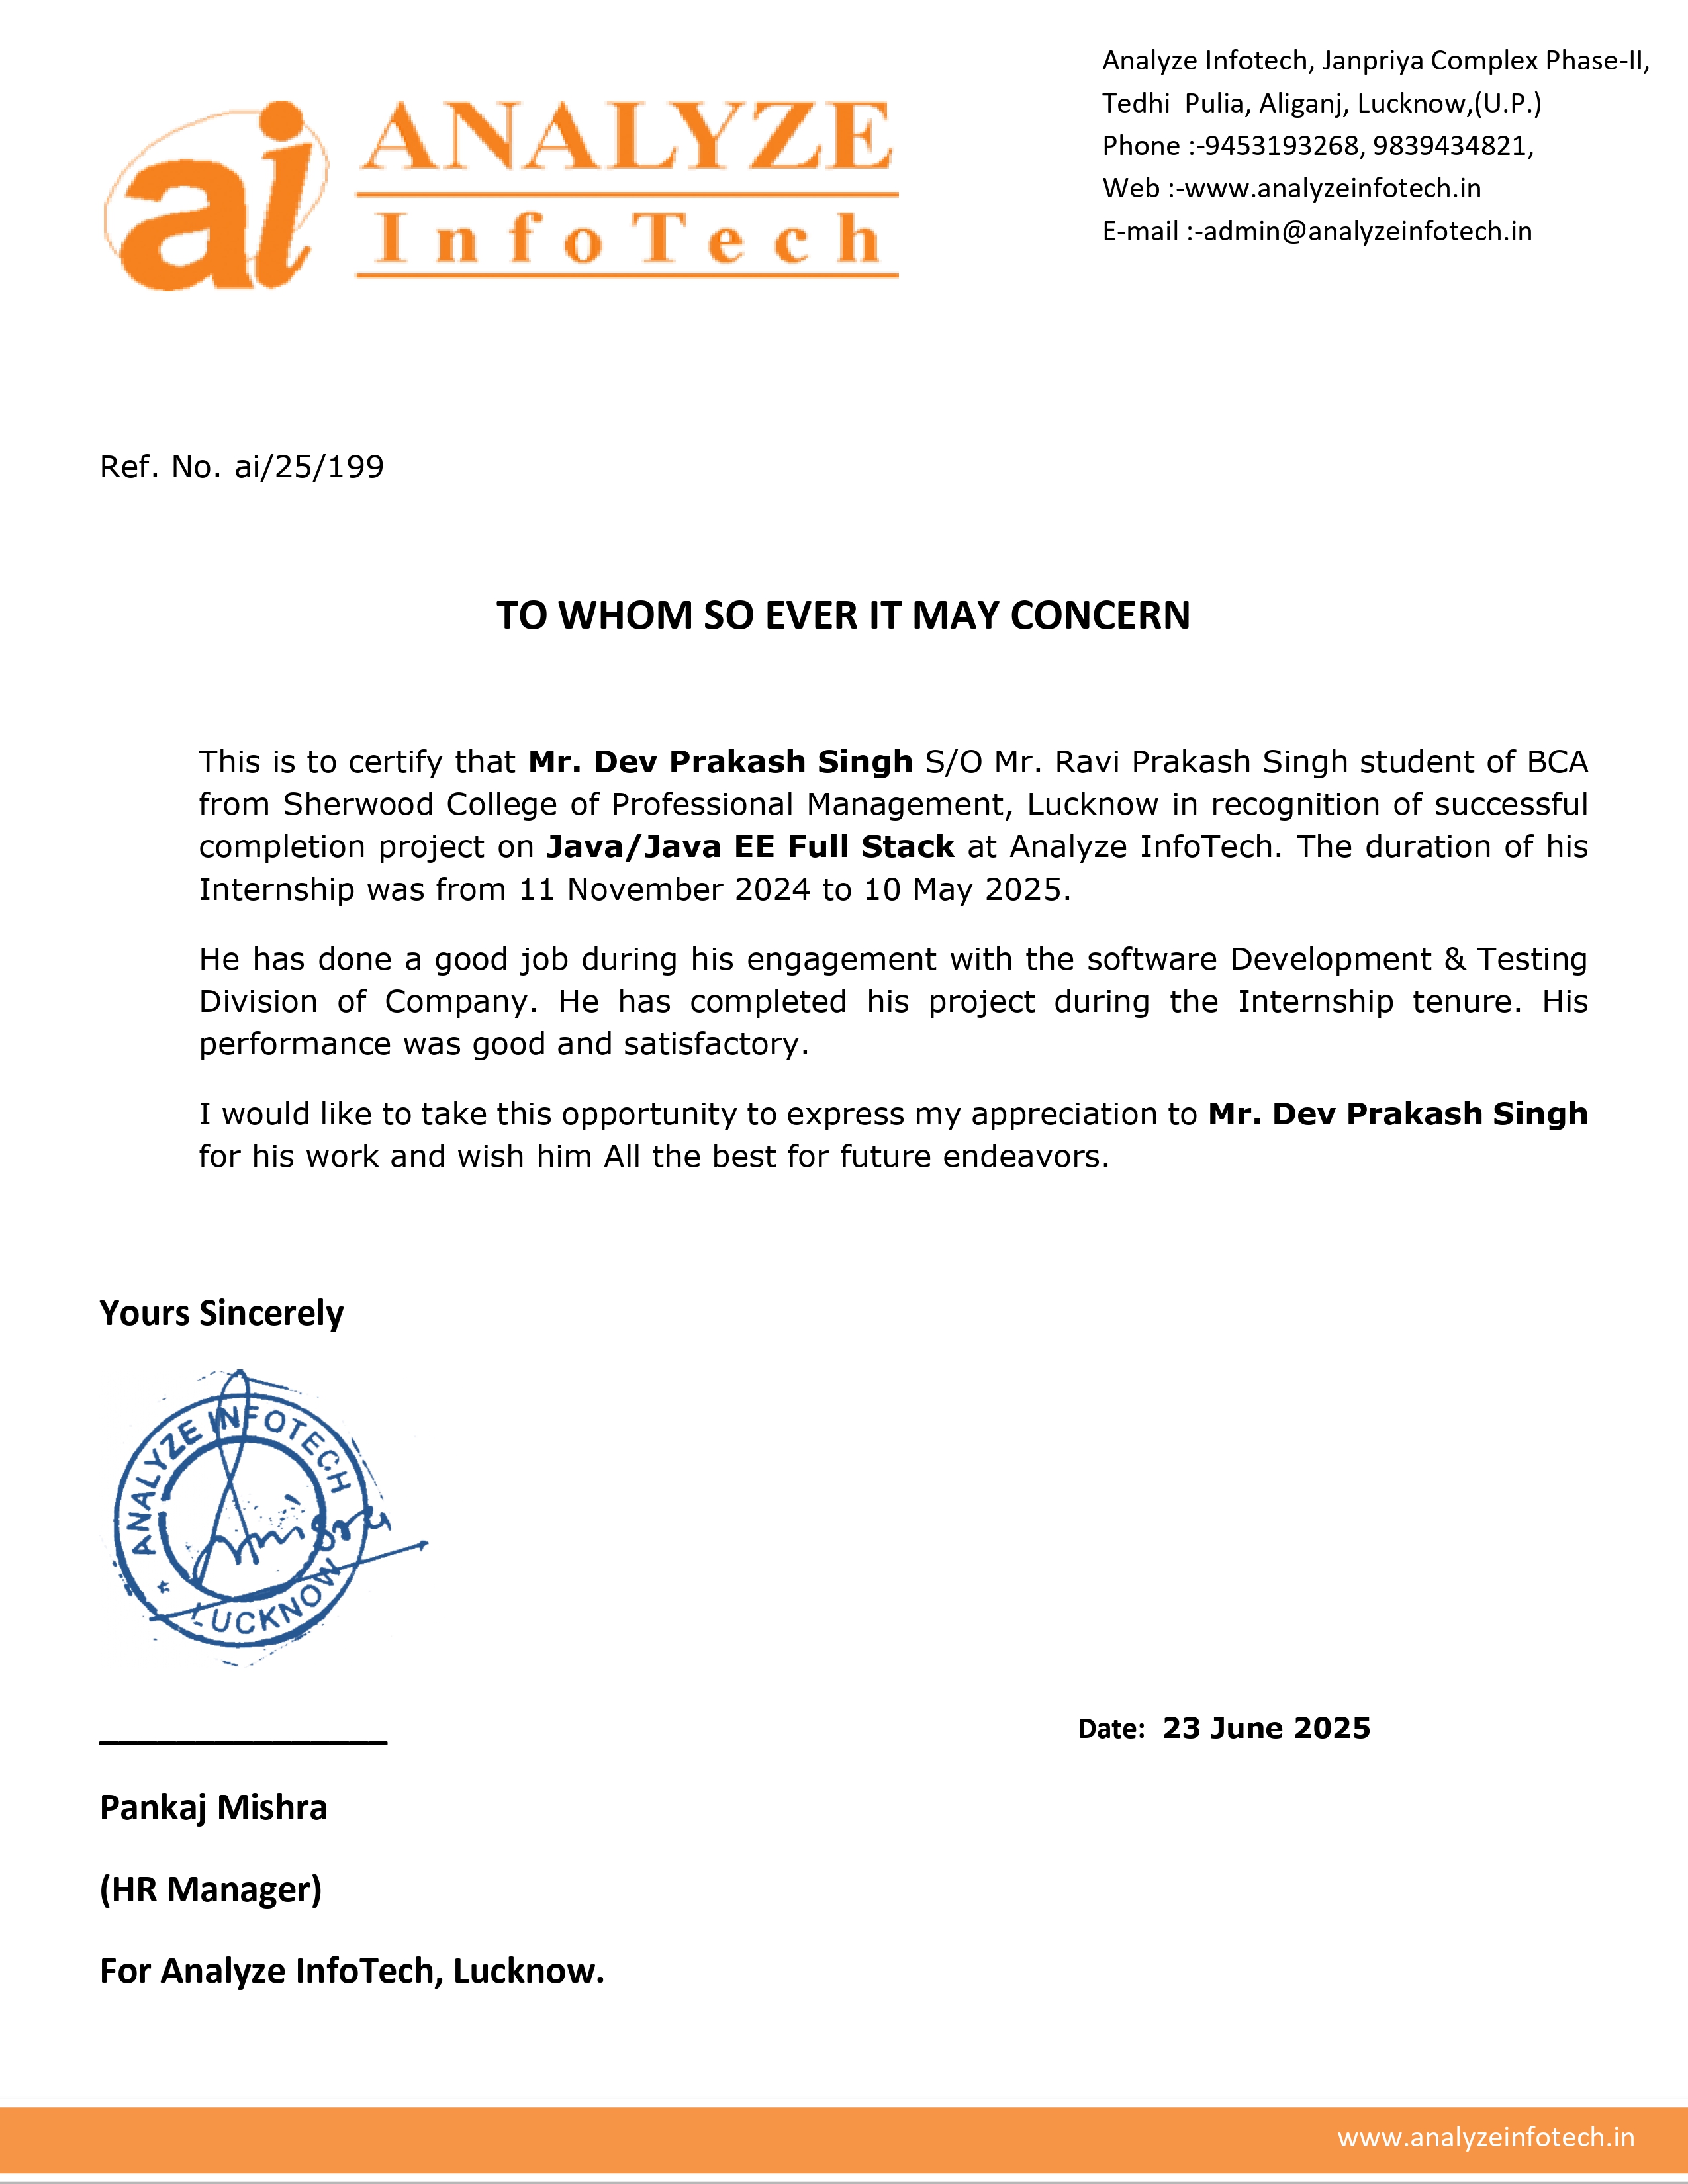 Analyze Infotech, Janpriya Complex Phase-II,
Tedhi Pulia, Aliganj, Lucknow,(U.P.)
Phone :-9453193268, 9839434821,
Web :-www.analyzeinfotech.in
E-mail :-admin@analyzeinfotech.in
ai
ANALYZE
InfoTech
Ref. No. ai/25/199
TO WHOM SO EVER IT MAY CONCERN
This is to certify that Mr. Dev Prakash Singh S/O Mr. Ravi Prakash Singh student of BCA
from Sherwood College of Professional Management, Lucknow in recognition of successful
completion project on Java/Java EE Full Stack at Analyze InfoTech. The duration of his
Internship was from 11 November 2024 to 10 May 2025.
He has done a good job during his engagement with the software Development & Testing
Division of Company. He has completed his project during the Internship tenure. His
performance was good and satisfactory.
I would like to take this opportunity to express my appreciation to Mr. Dev Prakash Singh
for his work and wish him All the best for future endeavors.
Yours Sincerely
ANALYZE INFOTECH
LUCKNOW
Date: 23 June 2025
Pankaj Mishra
(HR Manager)
For Analyze InfoTech, Lucknow.
www.analyzeinfotech.in